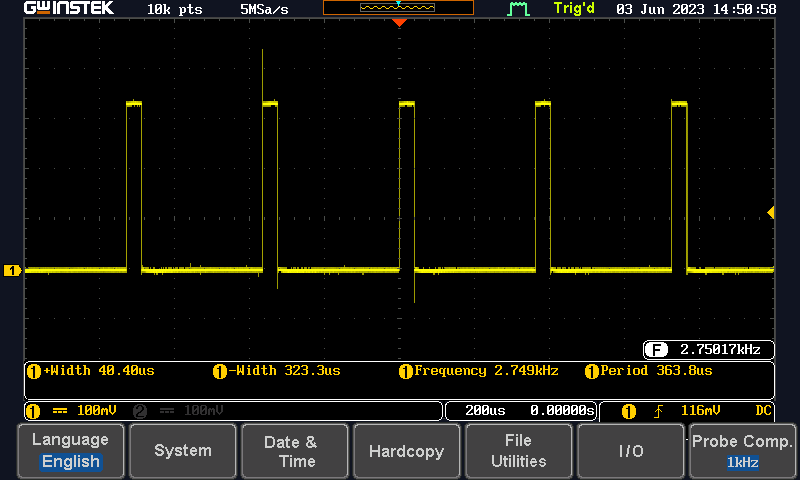 GWINSTEK 10k pts 5MSa/s Trig'd 03 Jun 2023 14:50:58
1
F 2.75017kHz
1 +Width 40.40us 1 -Width 323.3us 1 Frequency 2.749kHz 1 Period 363.8us
1 100mV 2 100mV 200us 0.00000s 1 116mV DC
Language
English
System
Date &
Time
Hardcopy
File
Utilities
I/O
Probe Comp.
1kHz